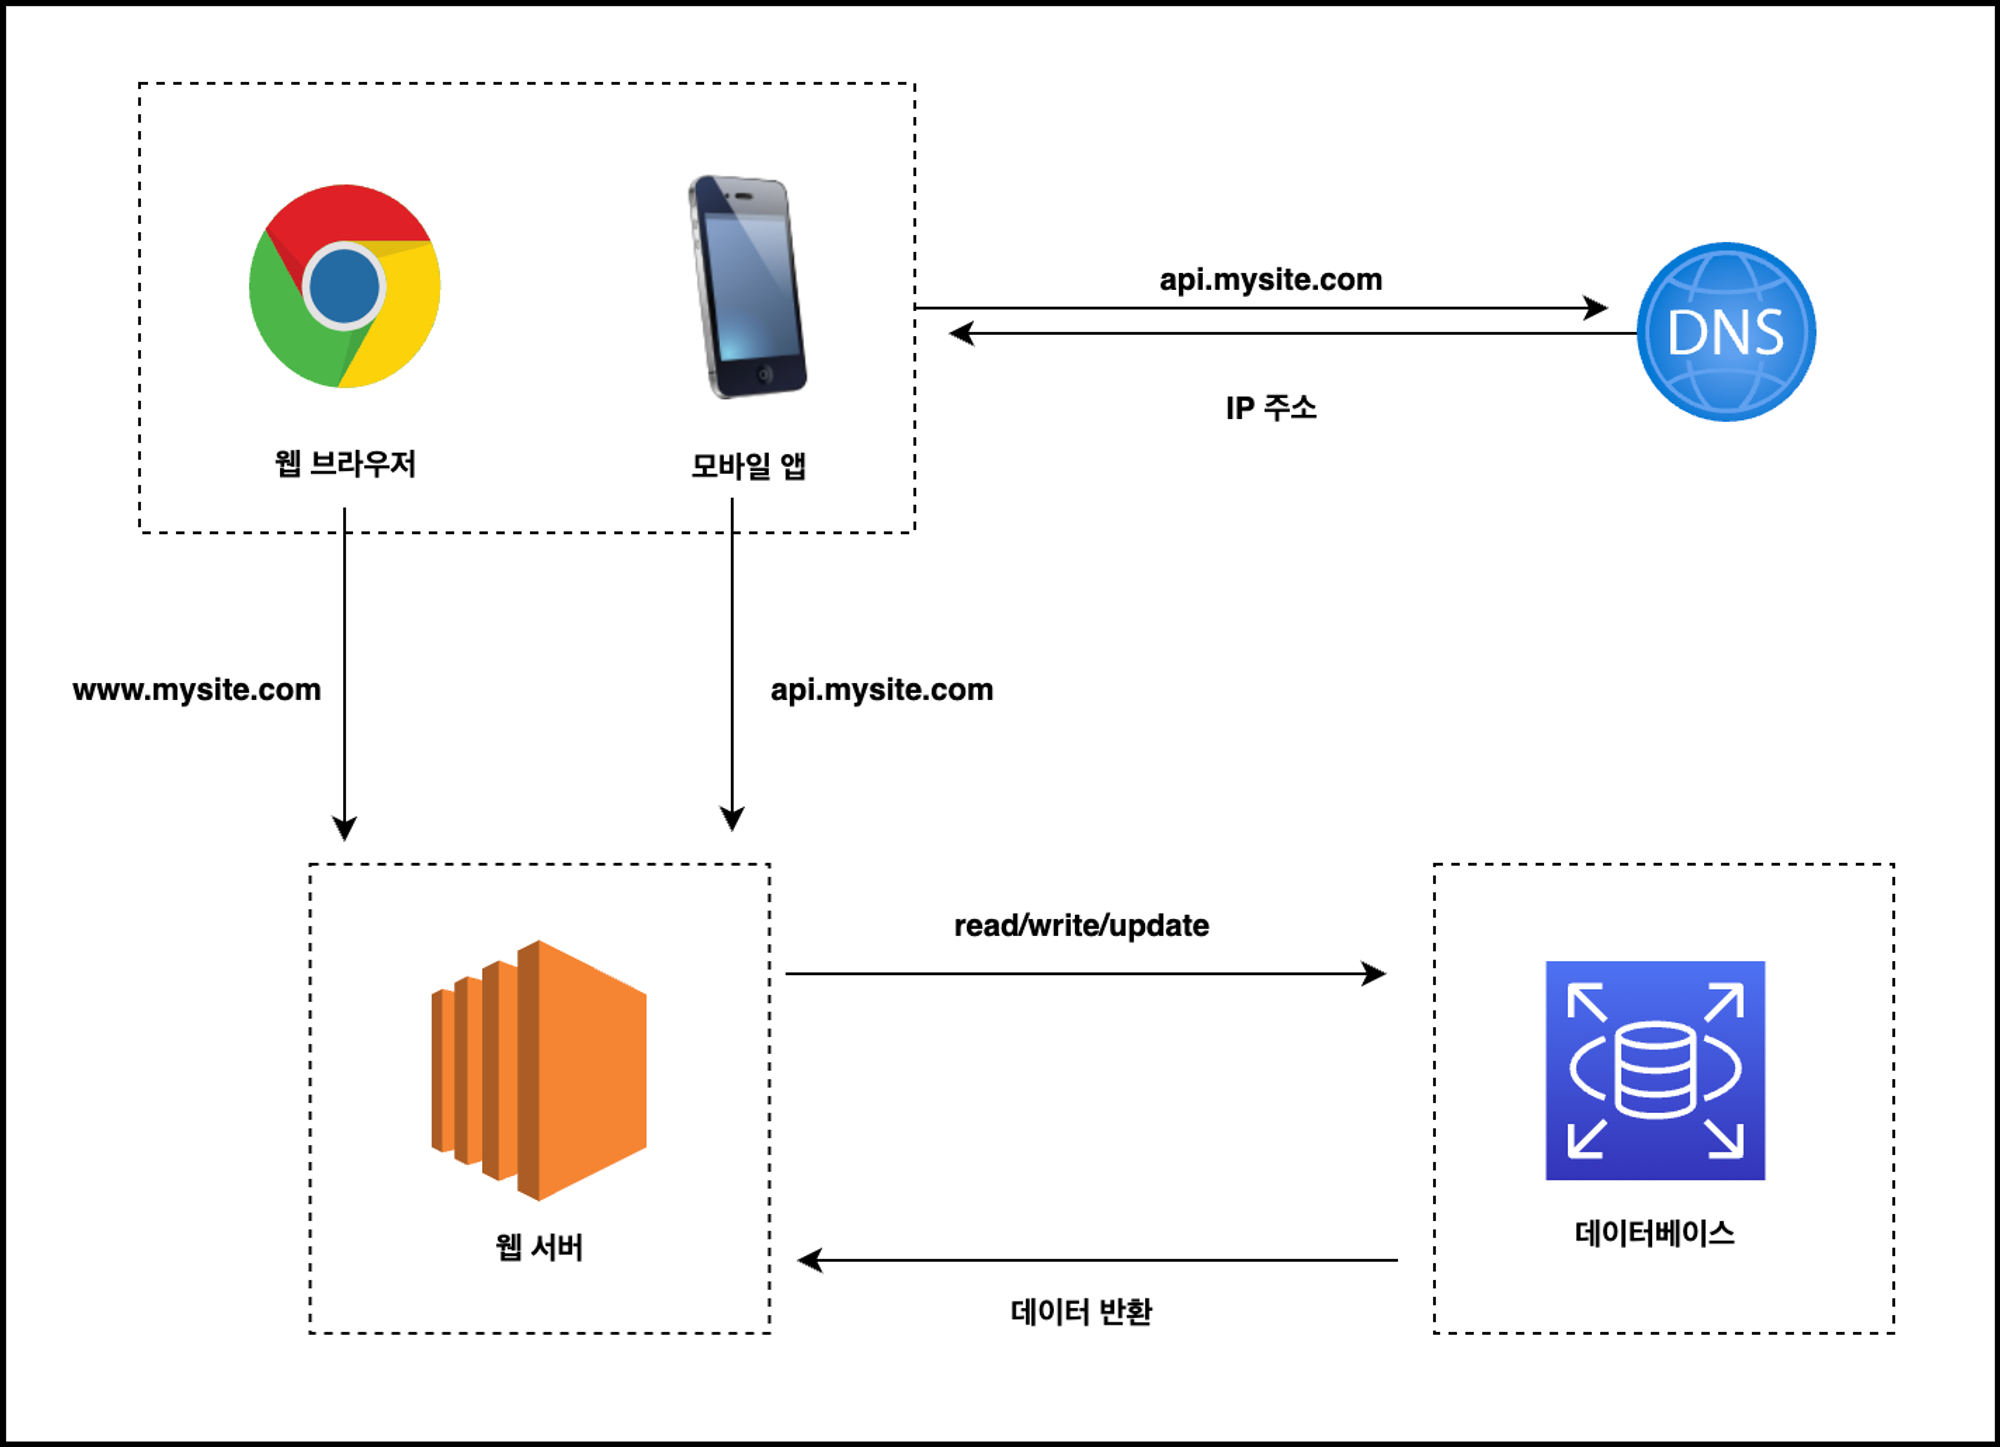 api.mysite.com
DNS
IP 주소
웹 브라우저
모바일 앱
www.mysite.com
api.mysite.com
read/write/update
웹 서버
데이터베이스
데이터 반환